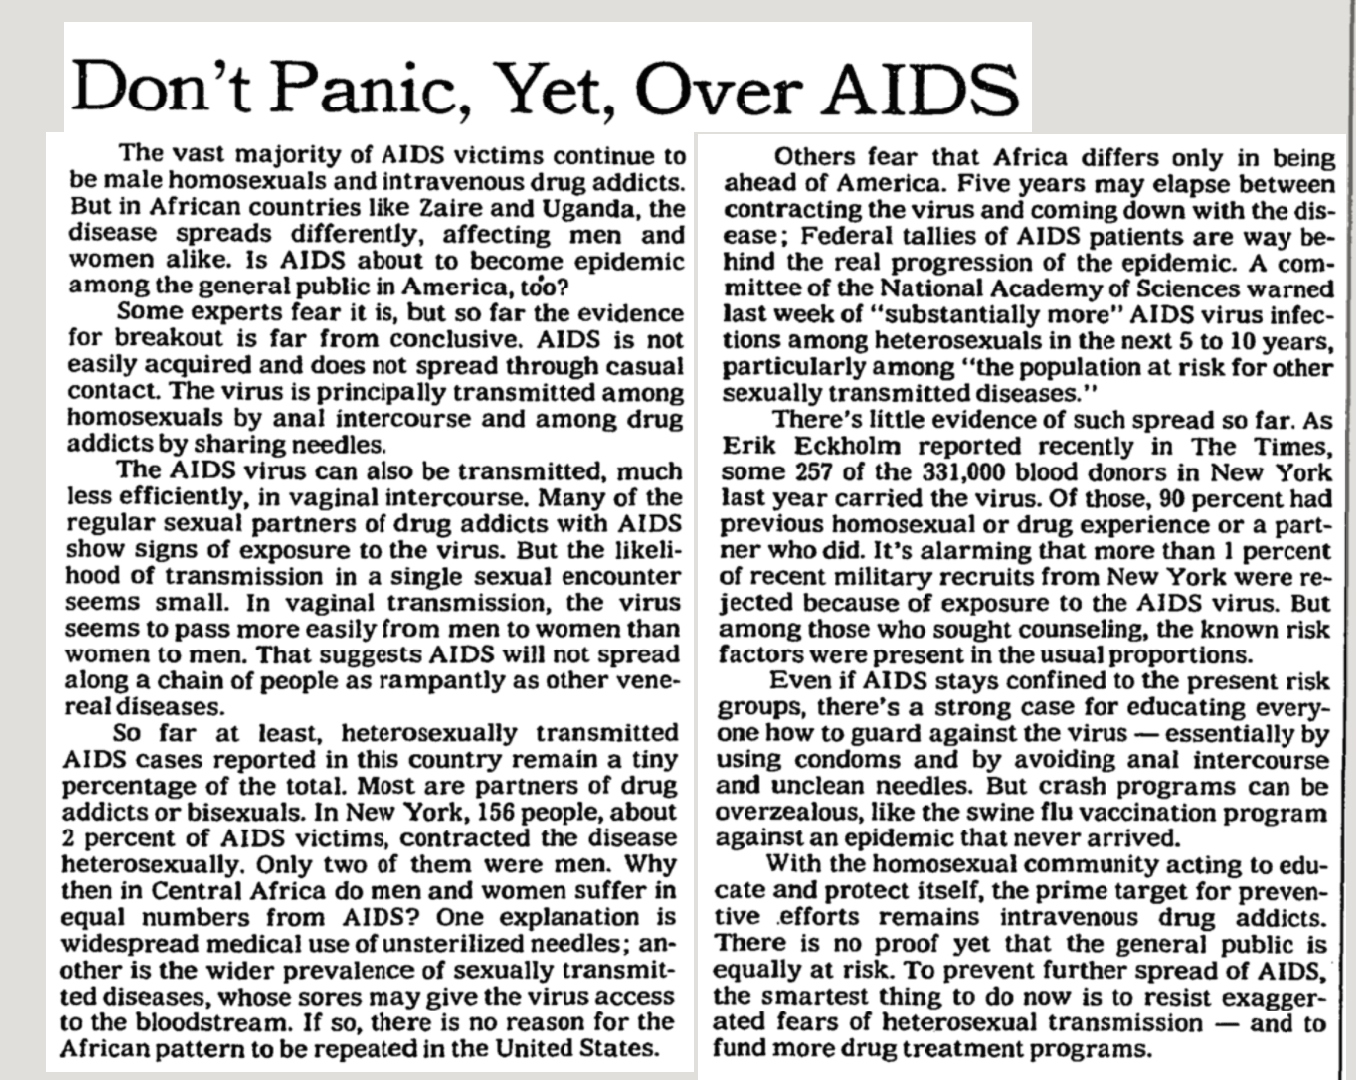 Don't Panic, Yet, Over AIDS
The vast majority of AIDS victims continue to
be male homosexuals and intravenous drug addicts.
But in African countries like Zaire and Uganda, the
disease spreads differently, affecting men and
women alike. Is AIDS about to become epidemic
among the general public in America, too?
Some experts fear it is, but so far the evidence
for breakout is far from conclusive. AIDS is not
easily acquired and does not spread through casual
contact. The virus is principally transmitted among
homosexuals by anal intercourse and among drug
addicts by sharing needles.
The AIDS virus can also be transmitted, much
less efficiently, in vaginal intercourse. Many of the
regular sexual partners of drug addicts with AIDS
show signs of exposure to the virus. But the likeli-
hood of transmission in a single sexual encounter
seems small. In vaginal transmission, the virus
seems to pass more easily from men to women than
women to men. That suggests AIDS will not spread
along a chain of people as rampantly as other vene-
real diseases.
So far at least, heterosexually transmitted
AIDS cases reported in this country remain a tiny
percentage of the total. Most are partners of drug
addicts or bisexuals. In New York, 156 people, about
2 percent of AIDS victims, contracted the disease
heterosexually. Only two of them were men. Why
then in Central Africa do men and women suffer in
equal numbers from AIDS? One explanation is
widespread medical use of unsterilized needles; an-
other is the wider prevalence of sexually transmit-
ted diseases, whose sores may give the virus access
to the bloodstream. If so, there is no reason for the
African pattern to be repeated in the United States.
Others fear that Africa differs only in being
ahead of America. Five years may elapse between
contracting the virus and coming down with the dis-
ease; Federal tallies of AIDS patients are way be-
hind the real progression of the epidemic. A com-
mittee of the National Academy of Sciences warned
last week of "substantially more" AIDS virus infec-
tions among heterosexuals in the next 5 to 10 years,
particularly among "the population at risk for other
sexually transmitted diseases."
There's little evidence of such spread so far. As
Erik Eckholm reported recently in The Times,
some 257 of the 331,000 blood donors in New York
last year carried the virus. Of those, 90 percent had
previous homosexual or drug experience or a part-
ner who did. It's alarming that more than 1 percent
of recent military recruits from New York were re-
jected because of exposure to the AIDS virus. But
among those who sought counseling, the known risk
factors were present in the usual proportions.
Even if AIDS stays confined to the present risk
groups, there's a strong case for educating every-
one how to guard against the virus — essentially by
using condoms and by avoiding anal intercourse
and unclean needles. But crash programs can be
overzealous, like the swine flu vaccination program
against an epidemic that never arrived.
With the homosexual community acting to edu-
cate and protect itself, the prime target for preven-
tive efforts remains intravenous drug addicts.
There is no proof yet that the general public is
equally at risk. To prevent further spread of AIDS,
the smartest thing to do now is to resist exagger-
ated fears of heterosexual transmission — and to
fund more drug treatment programs.